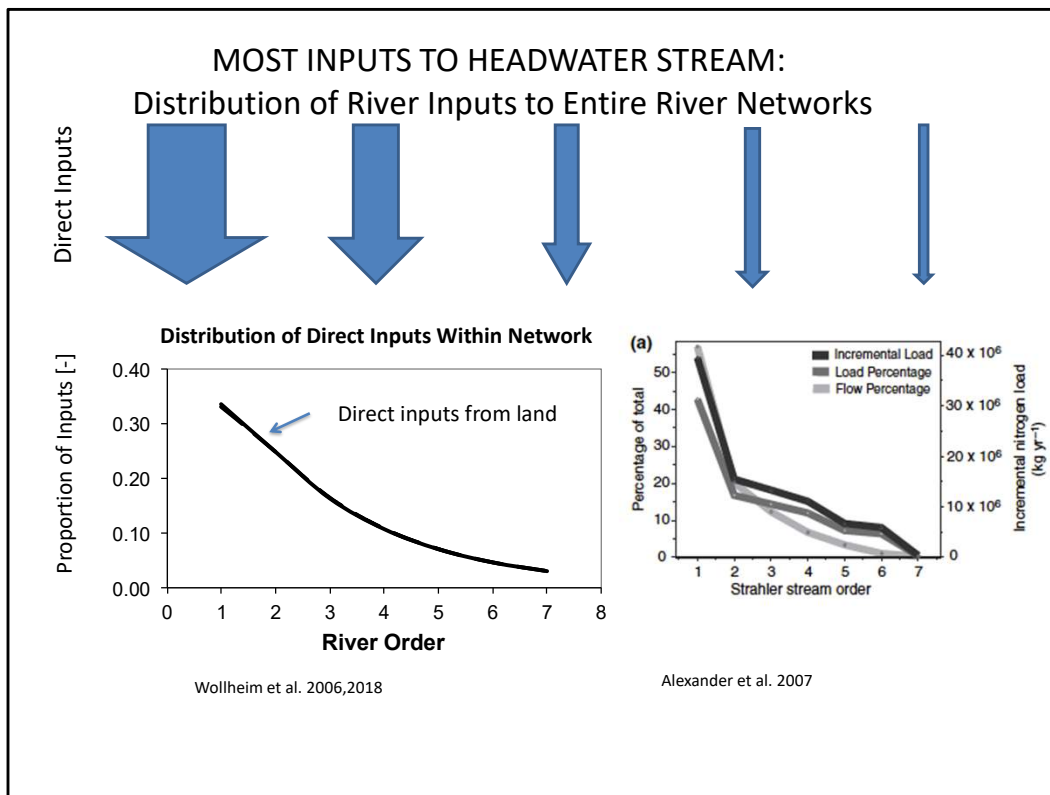 MOST INPUTS TO HEADWATER STREAM:
Distribution of River Inputs to Entire River Networks
Direct Inputs
Distribution of Direct Inputs Within Network
Proportion of Inputs [-]
0.40
0.30
0.20
0.10
0.00
Direct inputs from land
0 1 2 3 4 5 6 7 8
River Order
Wollheim et al. 2006,2018
(a)
Incremental Load
Load Percentage
Flow Percentage
Percentage of total
50
40
30
20
10
0
40 x 10⁶
30 x 10⁶
20 x 10⁶
10 x 10⁶
0
Incremental nitrogen load
(kg yr⁻¹)
1 2 3 4 5 6 7
Strahler stream order
Alexander et al. 2007